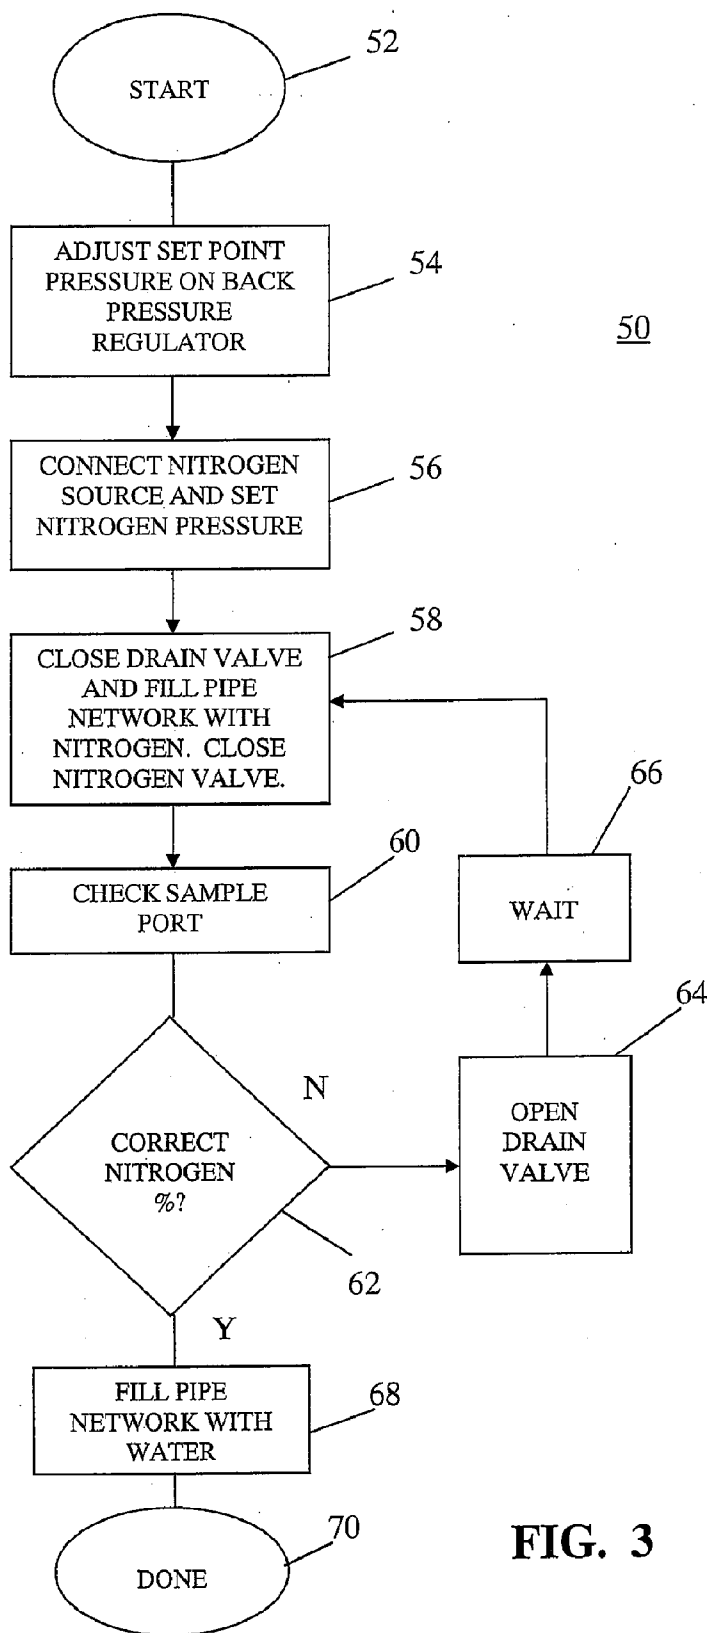 52
START
ADJUST SET POINT
PRESSURE ON BACK
PRESSURE
REGULATOR
54
50
CONNECT NITROGEN
SOURCE AND SET
NITROGEN PRESSURE
56
58
CLOSE DRAIN VALVE
AND FILL PIPE
NETWORK WITH
NITROGEN. CLOSE
NITROGEN VALVE.
66
60
CHECK SAMPLE
PORT
WAIT
64
N
CORRECT
NITROGEN
%?
OPEN
DRAIN
VALVE
62
Y
FILL PIPE
NETWORK WITH
WATER
68
70
DONE
FIG. 3